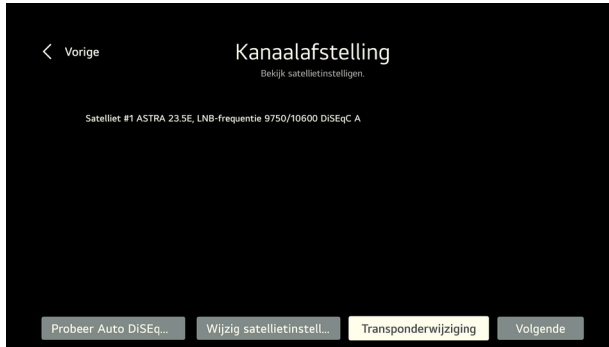 Vorige
Kanaalafstelling
Bekijk satellietinstelligen.
Satelliet #1 ASTRA 23.5E, LNB-frequentie 9750/10600 DiSEqC A
Probeer Auto DiSEq...
Wijzig satellietinstell...
Transponderwijziging
Volgende